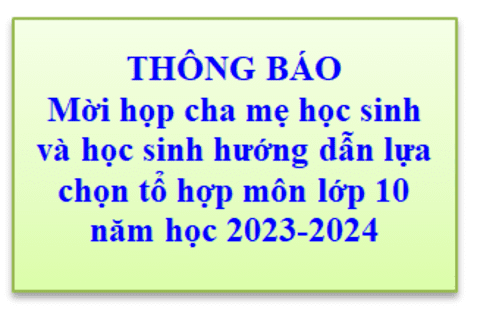 THÔNG BÁO
Mời họp cha mẹ học sinh
và học sinh hướng dẫn lựa
chọn tổ hợp môn lớp 10
năm học 2023-2024